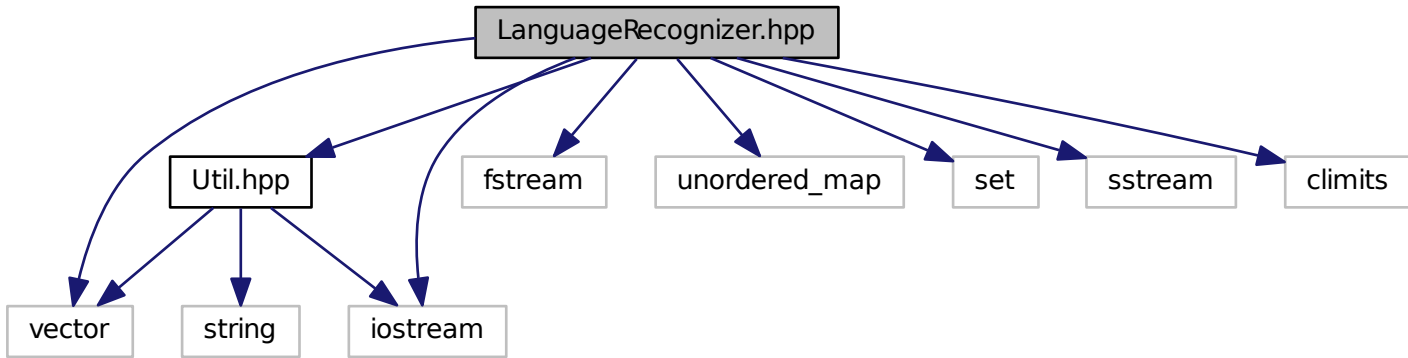 LanguageRecognizer.hpp
Util.hpp
fstream
unordered_map
set
sstream
climits
vector
string
iostream